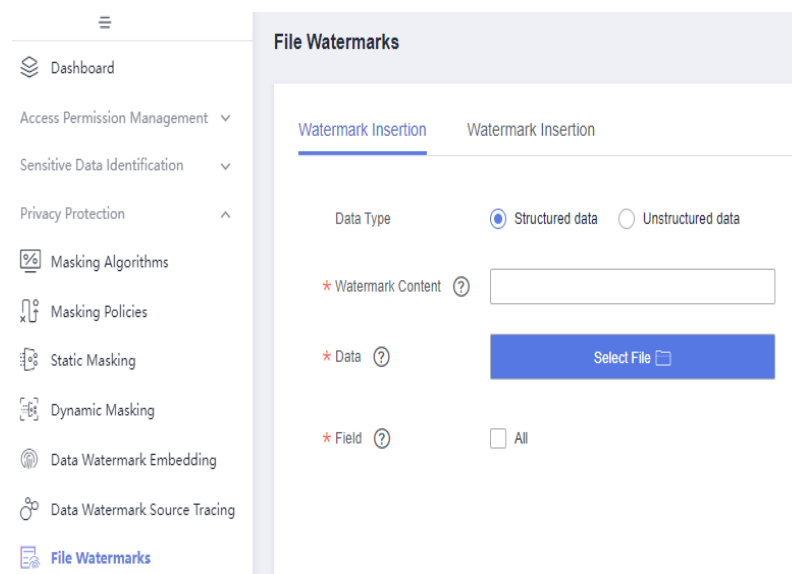 Dashboard
Access Permission Management
Sensitive Data Identification
Privacy Protection
Masking Algorithms
Masking Policies
Static Masking
Dynamic Masking
Data Watermark Embedding
Data Watermark Source Tracing
File Watermarks
File Watermarks
Watermark Insertion Watermark Insertion
Data Type Structured data Unstructured data
* Watermark Content ?
* Data ? Select File
* Field ? All